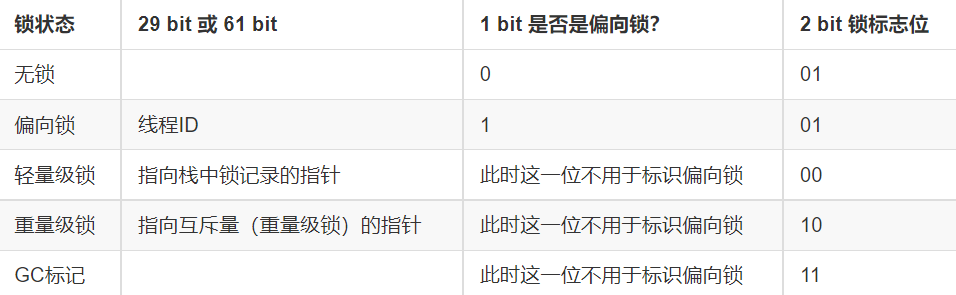 锁状态 29 bit 或 61 bit 1 bit 是否是偏向锁? 2 bit 锁标志位
无锁 0 01
偏向锁 线程ID 1 01
轻量级锁 指向栈中锁记录的指针 此时这一位不用于标识偏向锁 00
重量级锁 指向互斥量（重量级锁）的指针 此时这一位不用于标识偏向锁 10
GC标记 此时这一位不用于标识偏向锁 11